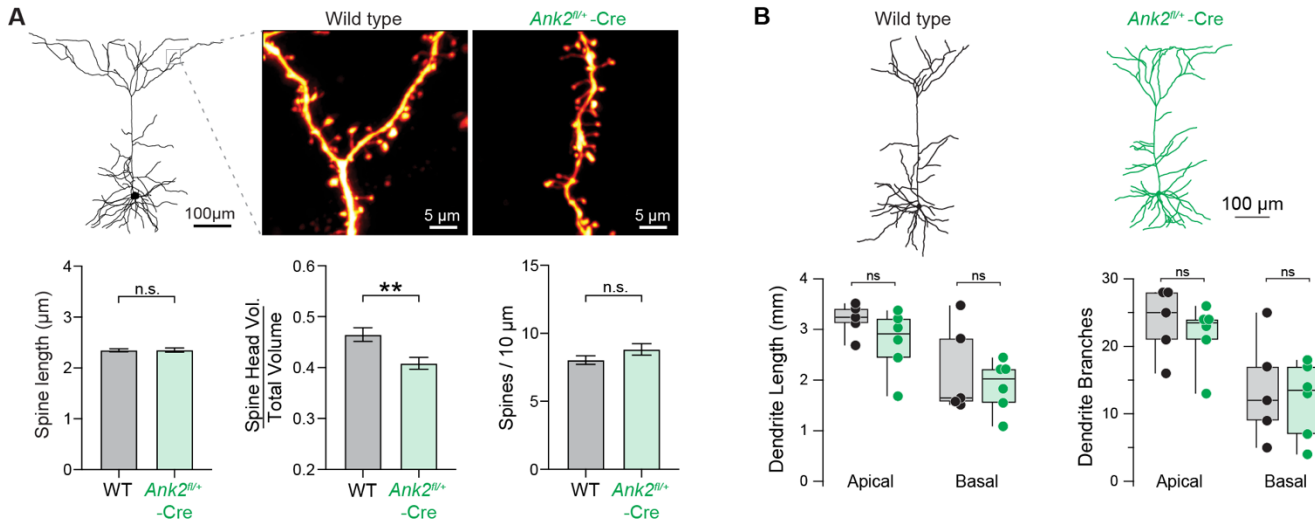 A
Wild type
Ank2fl/+ -Cre
100µm
5 µm
5 µm
Spine length (µm)
4
3
2
1
0
n.s.
WT
Ank2fl/+
-Cre
Spine Head Vol.
Total Volume
0.6
0.5
0.4
0.3
0.2
**
WT
Ank2fl/+
-Cre
Spines / 10 µm
15
10
5
0
n.s.
WT
Ank2fl/+
-Cre
B
Wild type
Ank2fl/+ -Cre
100 µm
Dendrite Length (mm)
4
3
2
1
0
ns
ns
Apical
Basal
Dendrite Branches
30
20
10
0
ns
ns
Apical
Basal